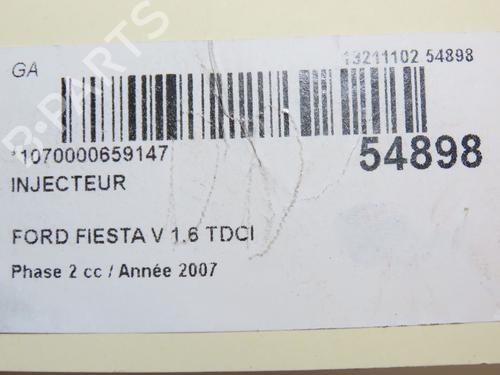 GA
13211102 54898
*1070000659147
54898
INJECTEUR
FORD FIESTA V 1.6 TDCI
Phase 2 cc / Année 2007
B-PARTS